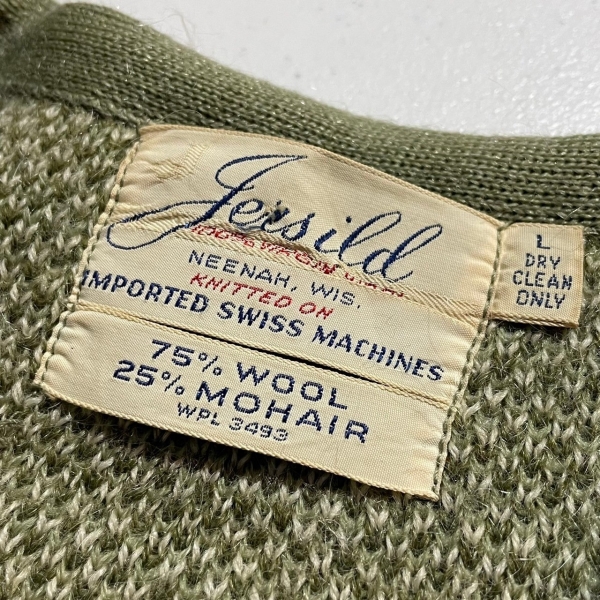 Jersild
NEENAH, WIS.
KNITTED ON
IMPORTED SWISS MACHINES
75% WOOL
25% MOHAIR
WPL 3493
L
DRY
CLEAN
ONLY